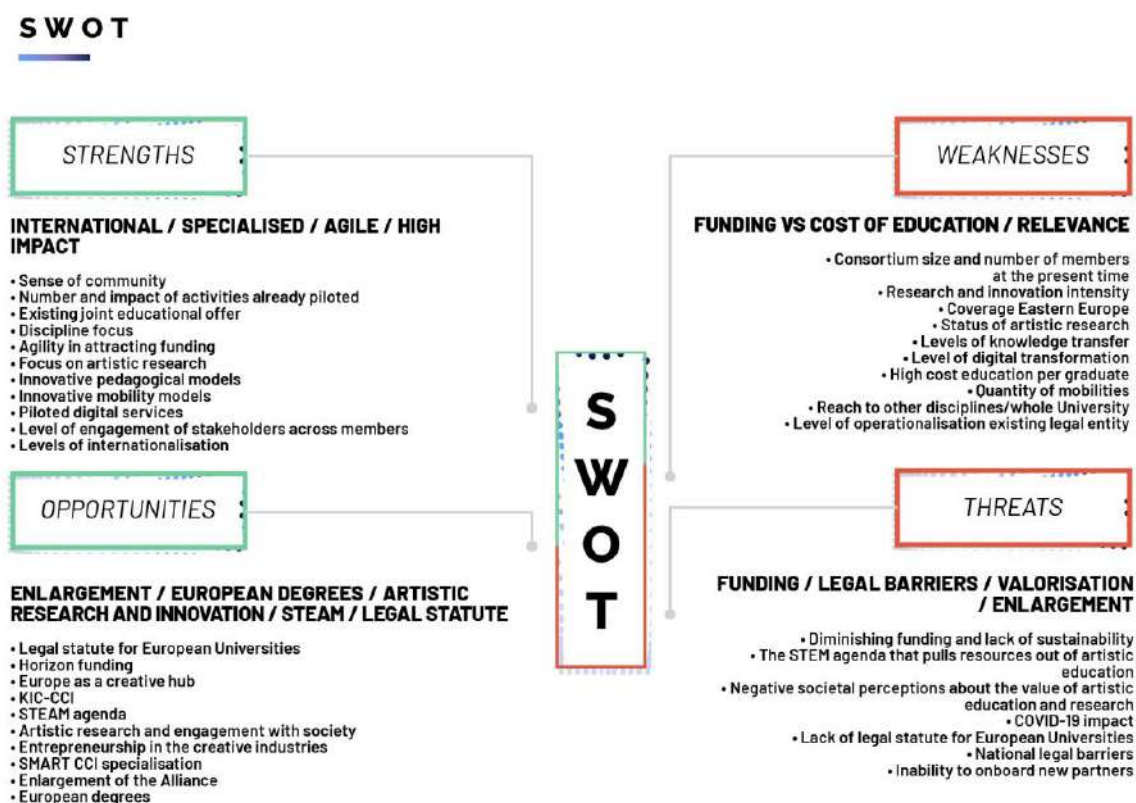 SWOT
STRENGTHS
INTERNATIONAL / SPECIALISED / AGILE / HIGH
IMPACT
• Sense of community
• Number and impact of activities already piloted
• Existing joint educational offer
• Discipline focus
• Agility in attracting funding
• Focus on artistic research
• Innovative pedagogical models
• Innovative mobility models
• Piloted digital services
• Level of engagement of stakeholders across members
• Levels of internationalisation
OPPORTUNITIES
ENLARGEMENT / EUROPEAN DEGREES / ARTISTIC
RESEARCH AND INNOVATION / STEAM / LEGAL STATUTE
• Legal statute for European Universities
• Horizon funding
• Europe as a creative hub
• KIC-CCI
• STEAM agenda
• Artistic research and engagement with society
• Entrepreneurship in the creative industries
• SMART CCI specialisation
• Enlargement of the Alliance
• European degrees
S
W
O
T
WEAKNESSES
FUNDING VS COST OF EDUCATION / RELEVANCE
• Consortium size and number of members
at the present time
• Research and innovation intensity
• Coverage Eastern Europe
• Status of artistic research
• Levels of knowledge transfer
• Level of digital transformation
• High cost education per graduate
• Quantity of mobilities
• Reach to other disciplines/whole University
• Level of operationalisation existing legal entity
THREATS
FUNDING / LEGAL BARRIERS / VALORISATION
/ ENLARGEMENT
• Diminishing funding and lack of sustainability
• The STEM agenda that pulls resources out of artistic
education
• Negative societal perceptions about the value of artistic
education and research
• COVID-19 impact
• Lack of legal statute for European Universities
• National legal barriers
• Inability to onboard new partners